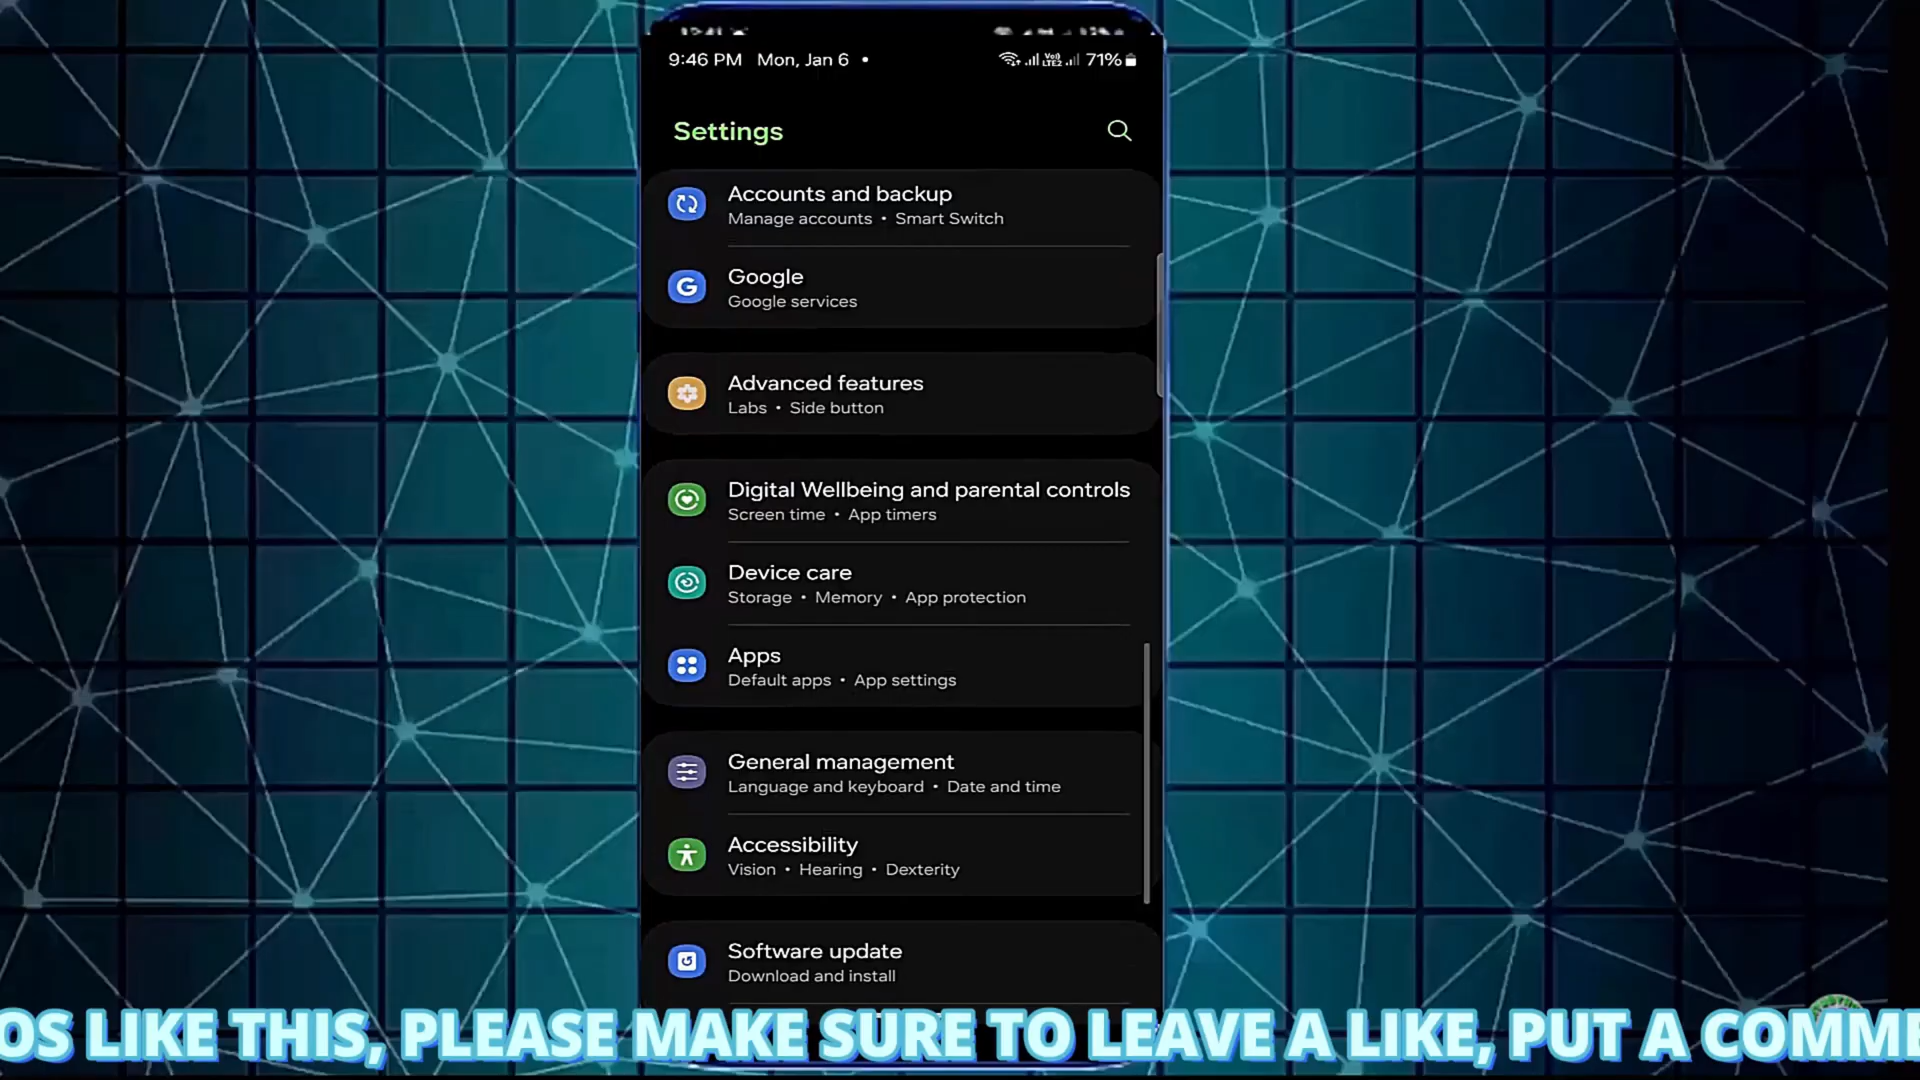 9:46 PM Mon, Jan 6 • 71%
Settings
Accounts and backup
Manage accounts • Smart Switch
Google
Google services
Advanced features
Labs • Side button
Digital Wellbeing and parental controls
Screen time • App timers
Device care
Storage • Memory • App protection
Apps
Default apps • App settings
General management
Language and keyboard • Date and time
Accessibility
Vision • Hearing • Dexterity
Software update
Download and install
OS LIKE THIS, PLEASE MAKE SURE TO LEAVE A LIKE, PUT A COMME